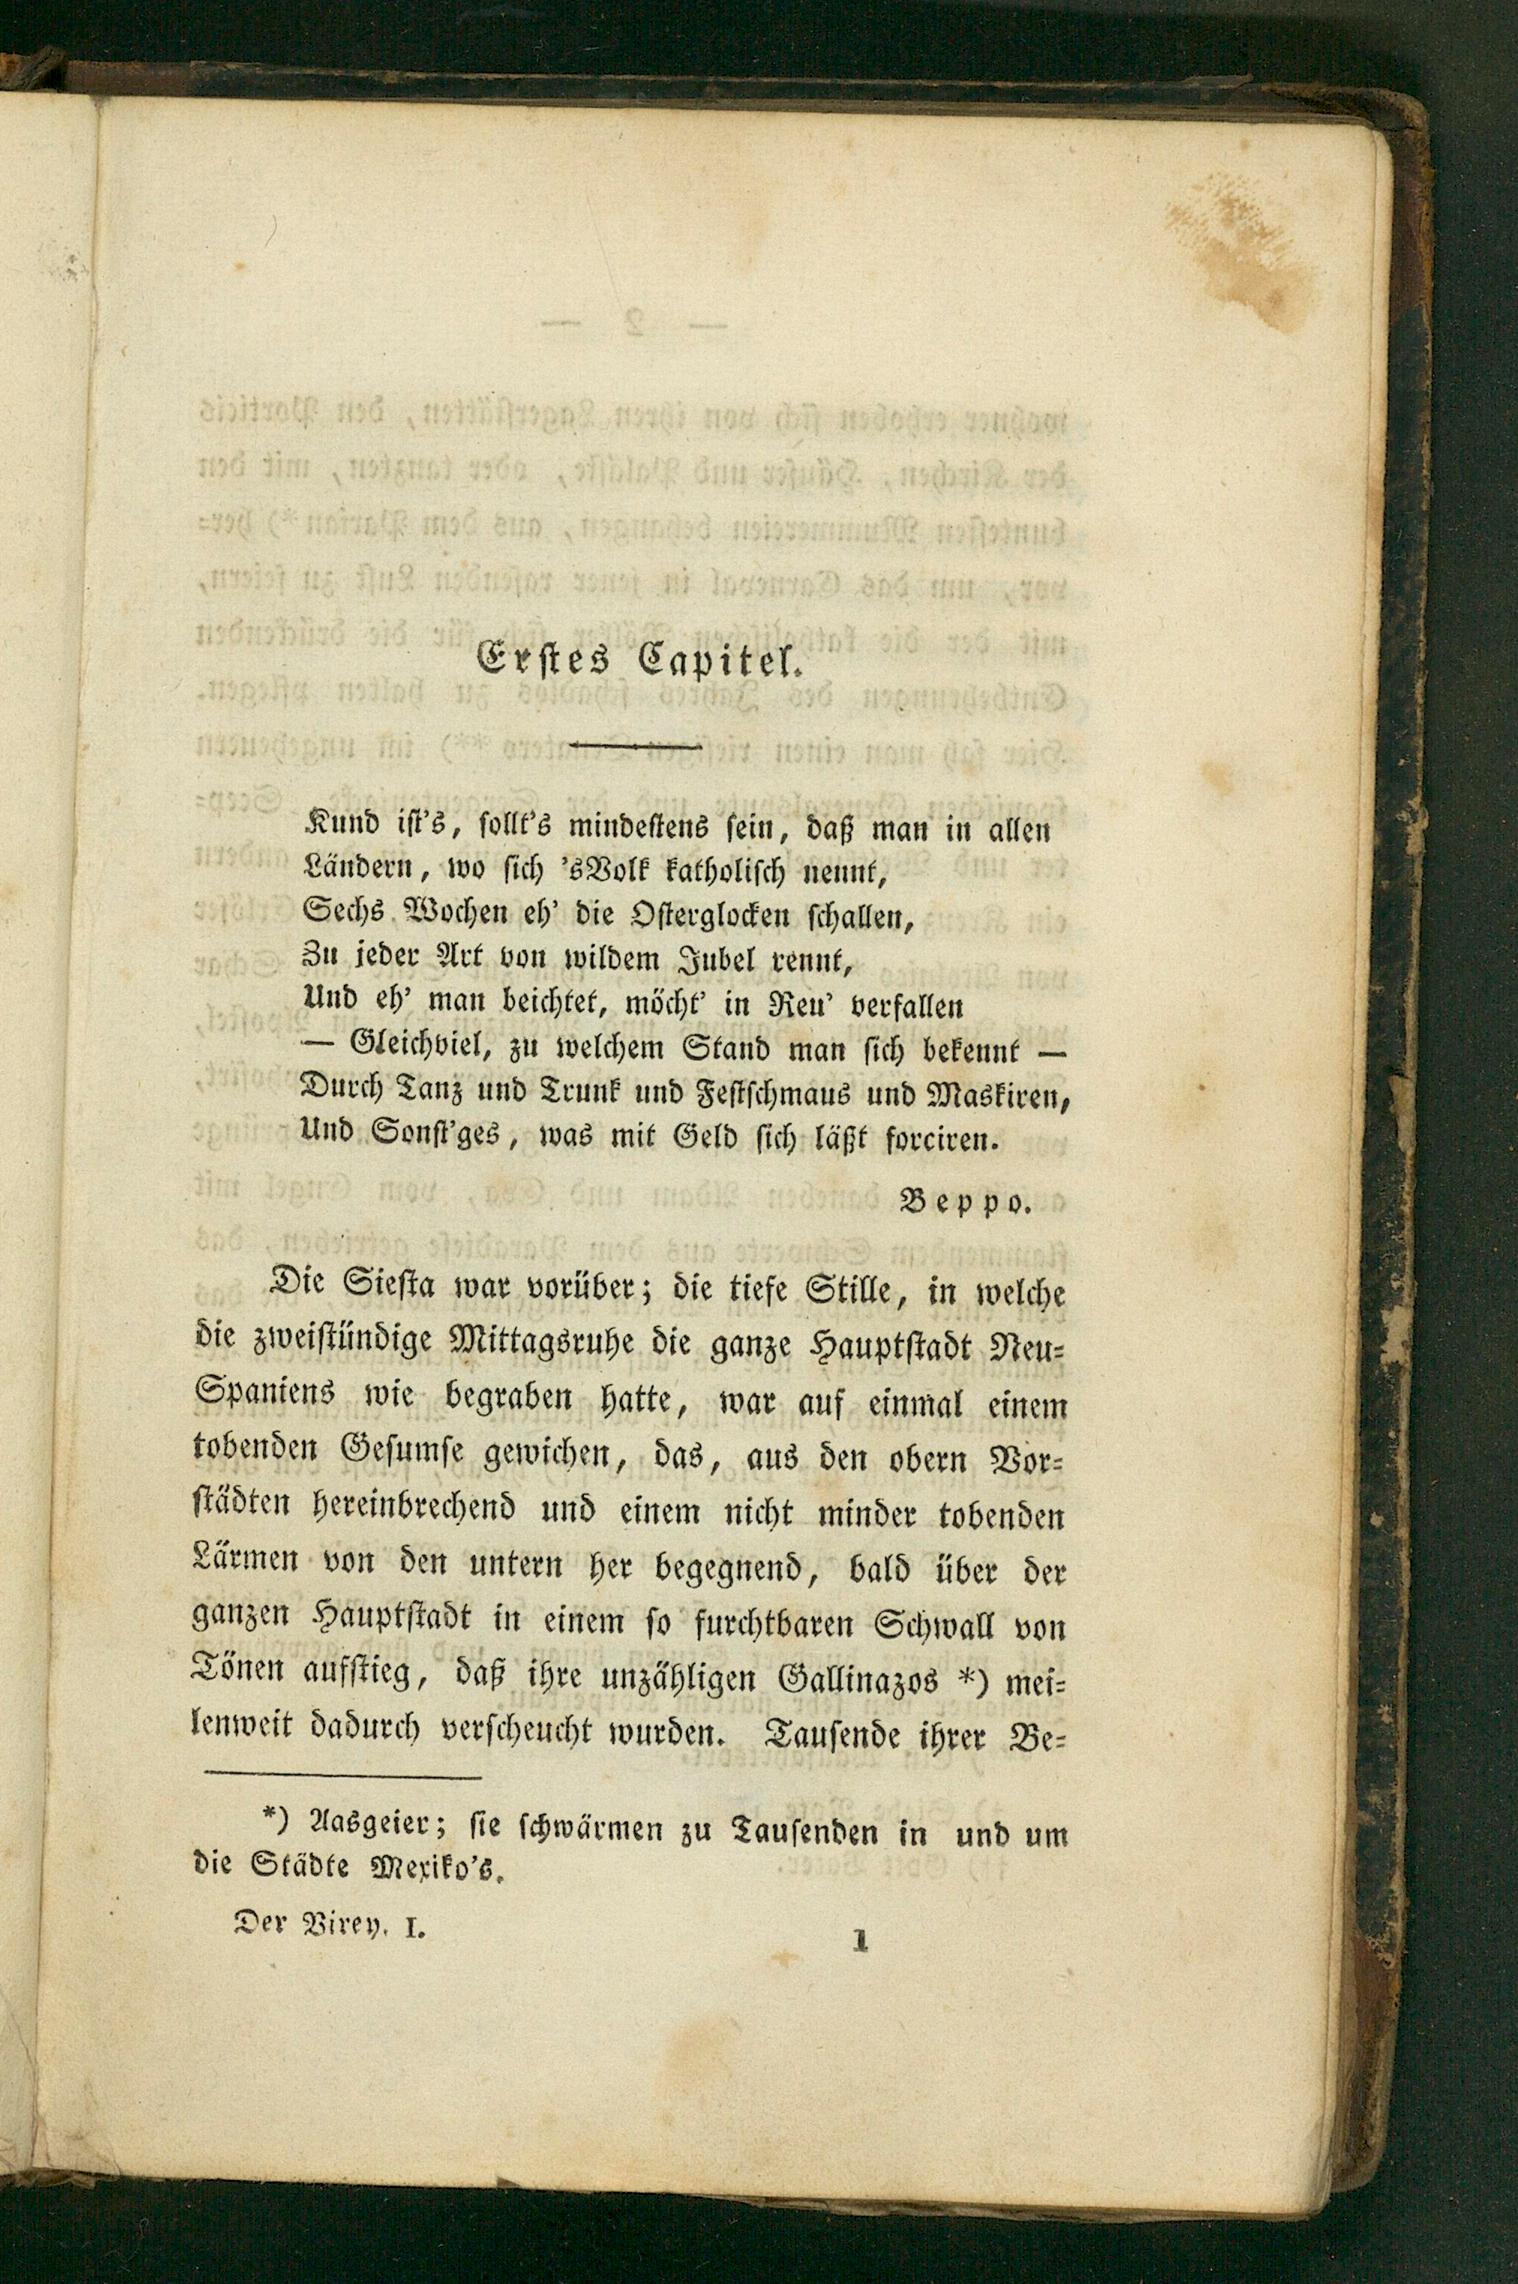 Erstes Capitel.
Kund ist's, sollt's mindestens sein, daß man in allen
Ländern, wo sich 'sVolk katholisch nennt,
Sechs Wochen eh' die Osterglocken schallen,
Zu jeder Art von wildem Jubel rennt,
Und eh' man beichtet, möcht' in Reu' verfallen
— Gleichviel, zu welchem Stand man sich bekennt —
Durch Tanz und Trunk und Festschmaus und Maskiren,
Und Sonst'ges, was mit Geld sich läßt forciren.
Beppo.
Die Siesta war vorüber; die tiefe Stille, in welche
die zweistündige Mittagsruhe die ganze Hauptstadt Neu-
Spaniens wie begraben hatte, war auf einmal einem
tobenden Gesumse gewichen, das, aus den obern Vor-
städten hereinbrechend und einem nicht minder tobenden
Lärmen von den untern her begegnend, bald über der
ganzen Hauptstadt in einem so furchtbaren Schwall von
Tönen aufstieg, daß ihre unzähligen Gallinazos *) mei-
lenweit dadurch verscheucht wurden. Tausende ihrer Be-
*) Aasgeier; sie schwärmen zu Tausenden in und um
die Städte Mexiko's.
Der Virey. I. 1